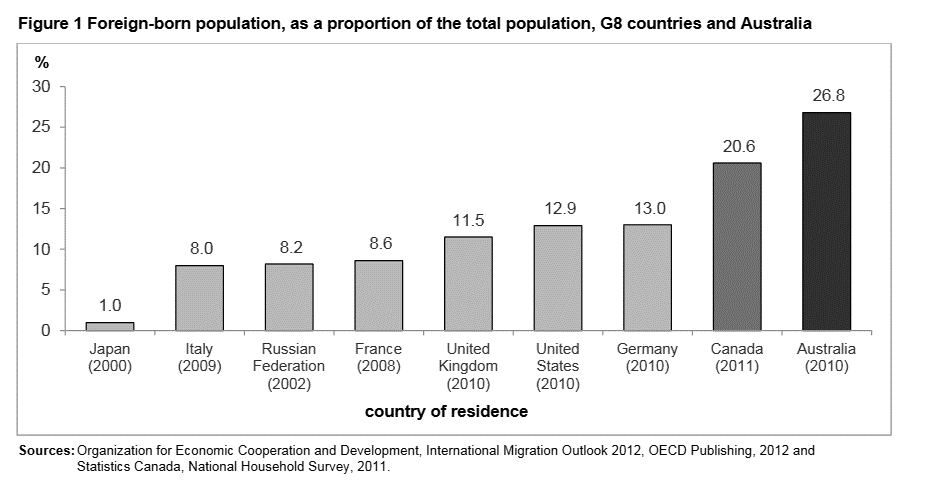 Figure 1 Foreign-born population, as a proportion of the total population, G8 countries and Australia
%
30
25
20
15
10
5
0
1.0
8.0
8.2
8.6
11.5
12.9
13.0
20.6
26.8
Japan
(2000)
Italy
(2009)
Russian
Federation
(2002)
France
(2008)
United
Kingdom
(2010)
United
States
(2010)
Germany
(2010)
Canada
(2011)
Australia
(2010)
country of residence
Sources: Organization for Economic Cooperation and Development, International Migration Outlook 2012, OECD Publishing, 2012 and
Statistics Canada, National Household Survey, 2011.